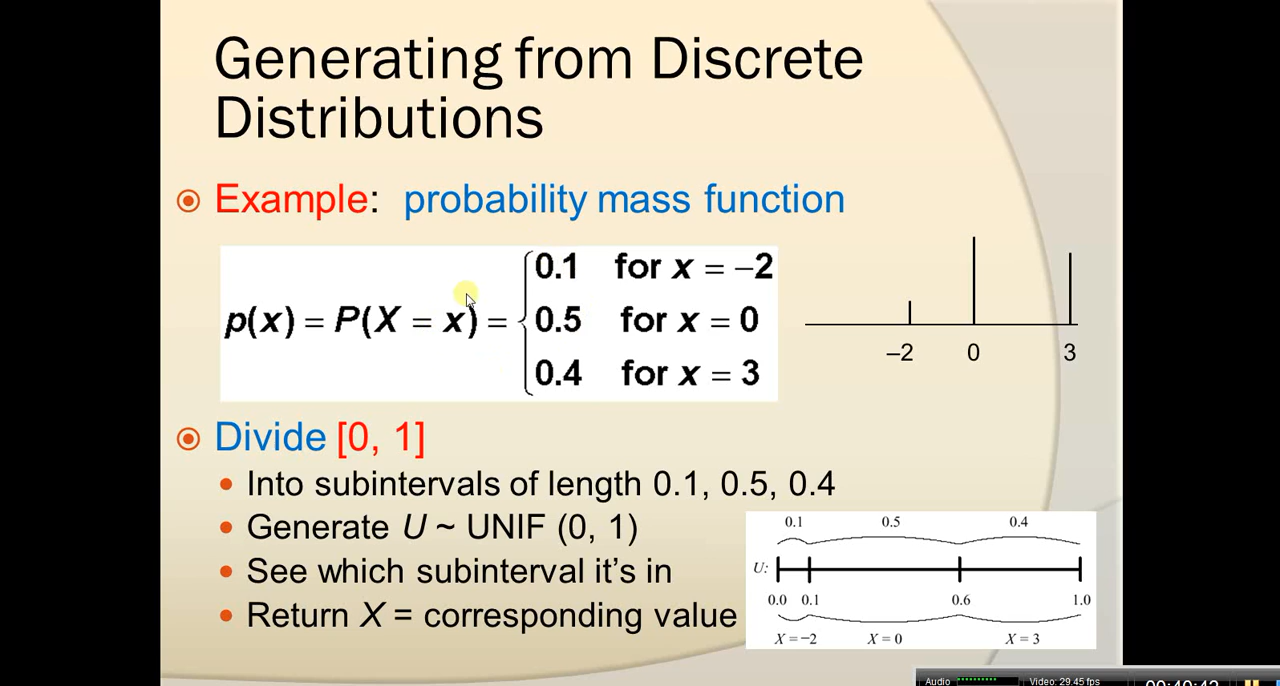 Generating from Discrete
Distributions
Example: probability mass function
0.1 for x = −2
p(x) = P(X = x) = 0.5 for x = 0
0.4 for x = 3
−2 0 3
Divide [0, 1]
Into subintervals of length 0.1, 0.5, 0.4
Generate U ~ UNIF (0, 1)
See which subinterval it's in
Return X = corresponding value
0.1 0.5 0.4
U:
0.0 0.1 0.6 1.0
X = −2 X = 0 X = 3
Audio Video: 29.45 fps